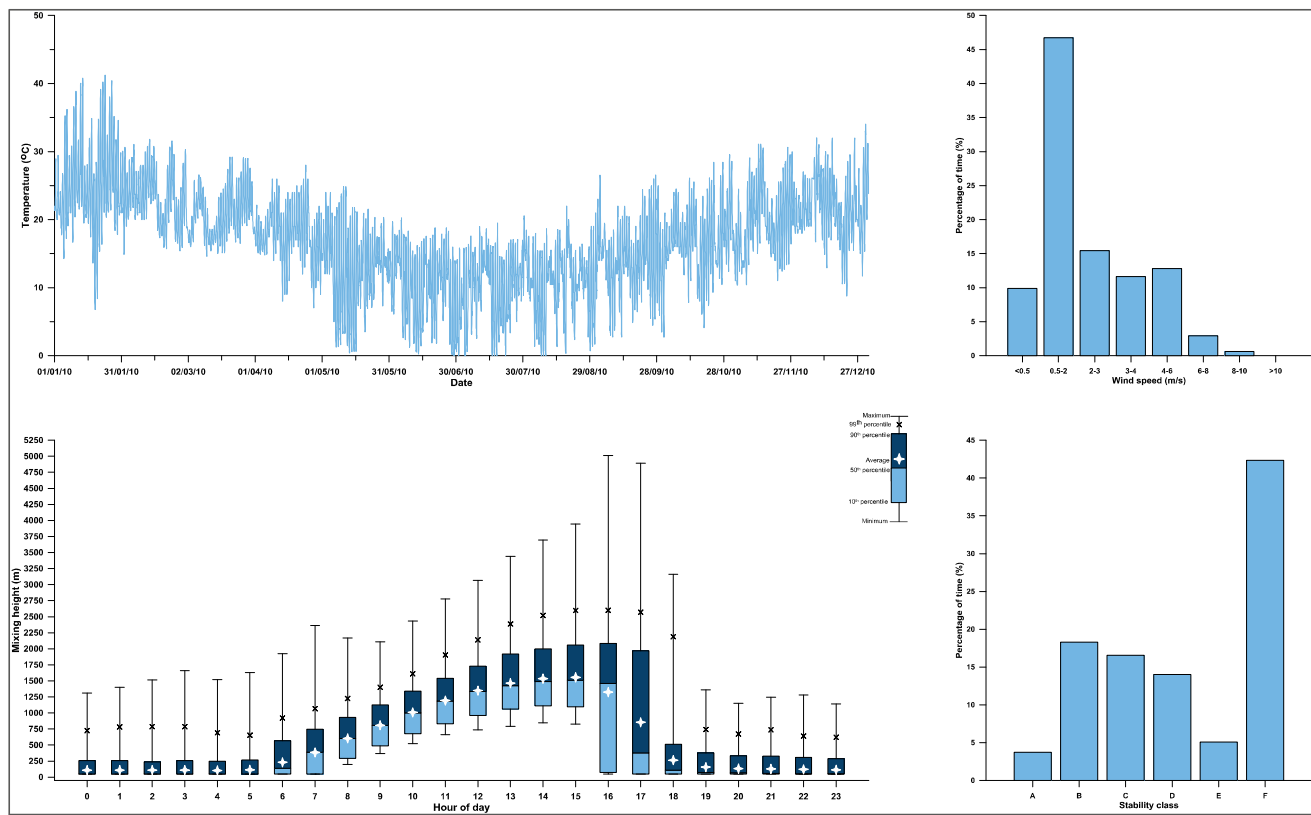 50
40
30
20
10
0
Temperature (ºC)
01/01/10 31/01/10 02/03/10 01/04/10 01/05/10 31/05/10 30/06/10 30/07/10 29/08/10 28/09/10 28/10/10 27/11/10 27/12/10
Date
50
45
40
35
30
25
20
15
10
5
0
Percentage of time (%)
<0.5 0.5-2 2-3 3-4 4-6 6-8 8-10 >10
Wind speed (m/s)
5250
5000
4750
4500
4250
4000
3750
3500
3250
3000
2750
2500
2250
2000
1750
1500
1250
1000
750
500
250
0
Mixing height (m)
0 1 2 3 4 5 6 7 8 9 10 11 12 13 14 15 16 17 18 19 20 21 22 23
Hour of day
Maximum
99th percentile
90th percentile
Average
50th percentile
10th percentile
Minimum
45
40
35
30
25
20
15
10
5
0
Percentage of time (%)
A B C D E F
Stability class